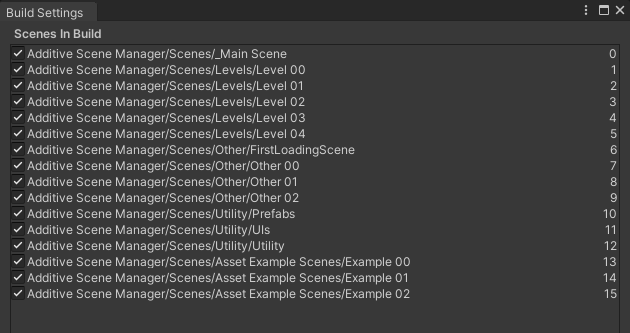 Build Settings
Scenes In Build
Additive Scene Manager/Scenes/_Main Scene 0
Additive Scene Manager/Scenes/Levels/Level 00 1
Additive Scene Manager/Scenes/Levels/Level 01 2
Additive Scene Manager/Scenes/Levels/Level 02 3
Additive Scene Manager/Scenes/Levels/Level 03 4
Additive Scene Manager/Scenes/Levels/Level 04 5
Additive Scene Manager/Scenes/Other/FirstLoadingScene 6
Additive Scene Manager/Scenes/Other/Other 00 7
Additive Scene Manager/Scenes/Other/Other 01 8
Additive Scene Manager/Scenes/Other/Other 02 9
Additive Scene Manager/Scenes/Utility/Prefabs 10
Additive Scene Manager/Scenes/Utility/UIs 11
Additive Scene Manager/Scenes/Utility/Utility 12
Additive Scene Manager/Scenes/Asset Example Scenes/Example 00 13
Additive Scene Manager/Scenes/Asset Example Scenes/Example 01 14
Additive Scene Manager/Scenes/Asset Example Scenes/Example 02 15